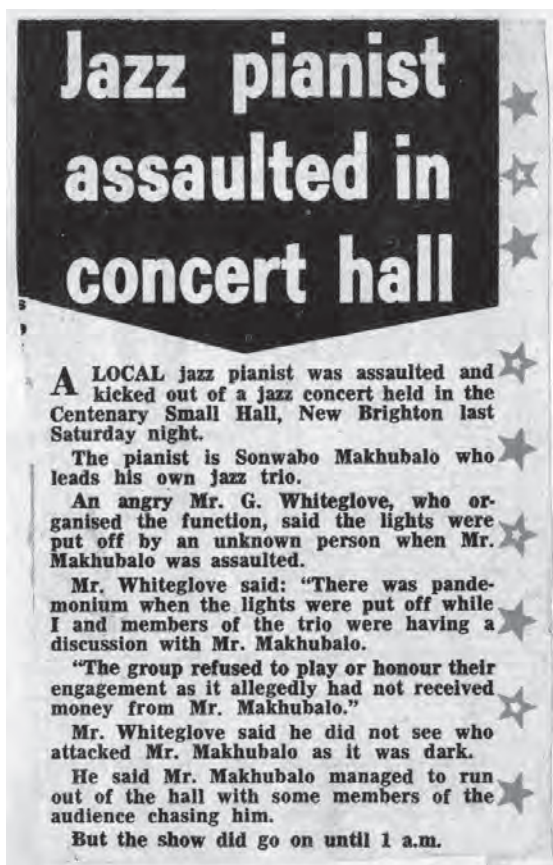 Jazz pianist
assaulted in
concert hall
A LOCAL jazz pianist was assaulted and
kicked out of a jazz concert held in the
Centenary Small Hall, New Brighton last
Saturday night.
The pianist is Sonwabo Makhubalo who
leads his own jazz trio.
An angry Mr. G. Whiteglove, who or-
ganised the function, said the lights were
put off by an unknown person when Mr.
Makhubalo was assaulted.
Mr. Whiteglove said: "There was pande-
monium when the lights were put off while
I and members of the trio were having a
discussion with Mr. Makhubalo.
"The group refused to play or honour their
engagement as it allegedly had not received
money from Mr. Makhubalo."
Mr. Whiteglove said he did not see who
attacked Mr. Makhubalo as it was dark.
He said Mr. Makhubalo managed to run
out of the hall with some members of the
audience chasing him.
But the show did go on until 1 a.m.